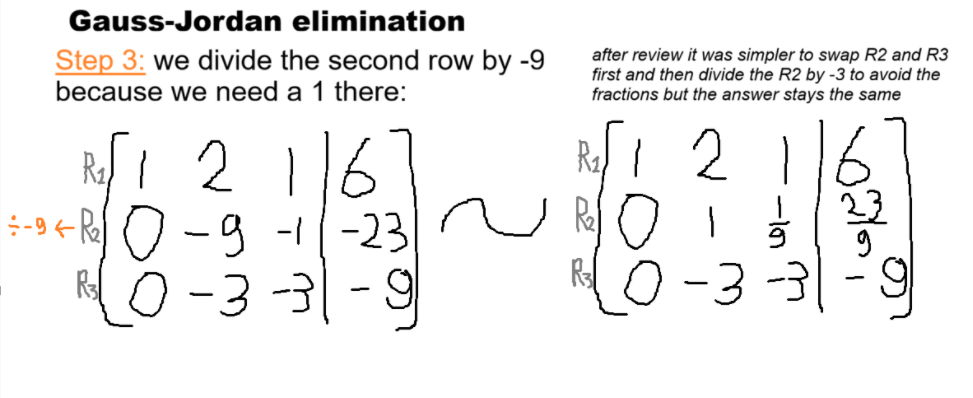 Gauss-Jordan elimination
Step 3: we divide the second row by -9
because we need a 1 there:
after review it was simpler to swap R2 and R3
first and then divide the R2 by -3 to avoid the
fractions but the answer stays the same
R₁ 1 2 1 | 6
÷-9 ← R₂ 0 -9 -1 | -23
R₃ 0 -3 -3 | -9
~
R₁ 1 2 1 | 6
R₂ 0 1 1/9 | 23/9
R₃ 0 -3 -3 | -9